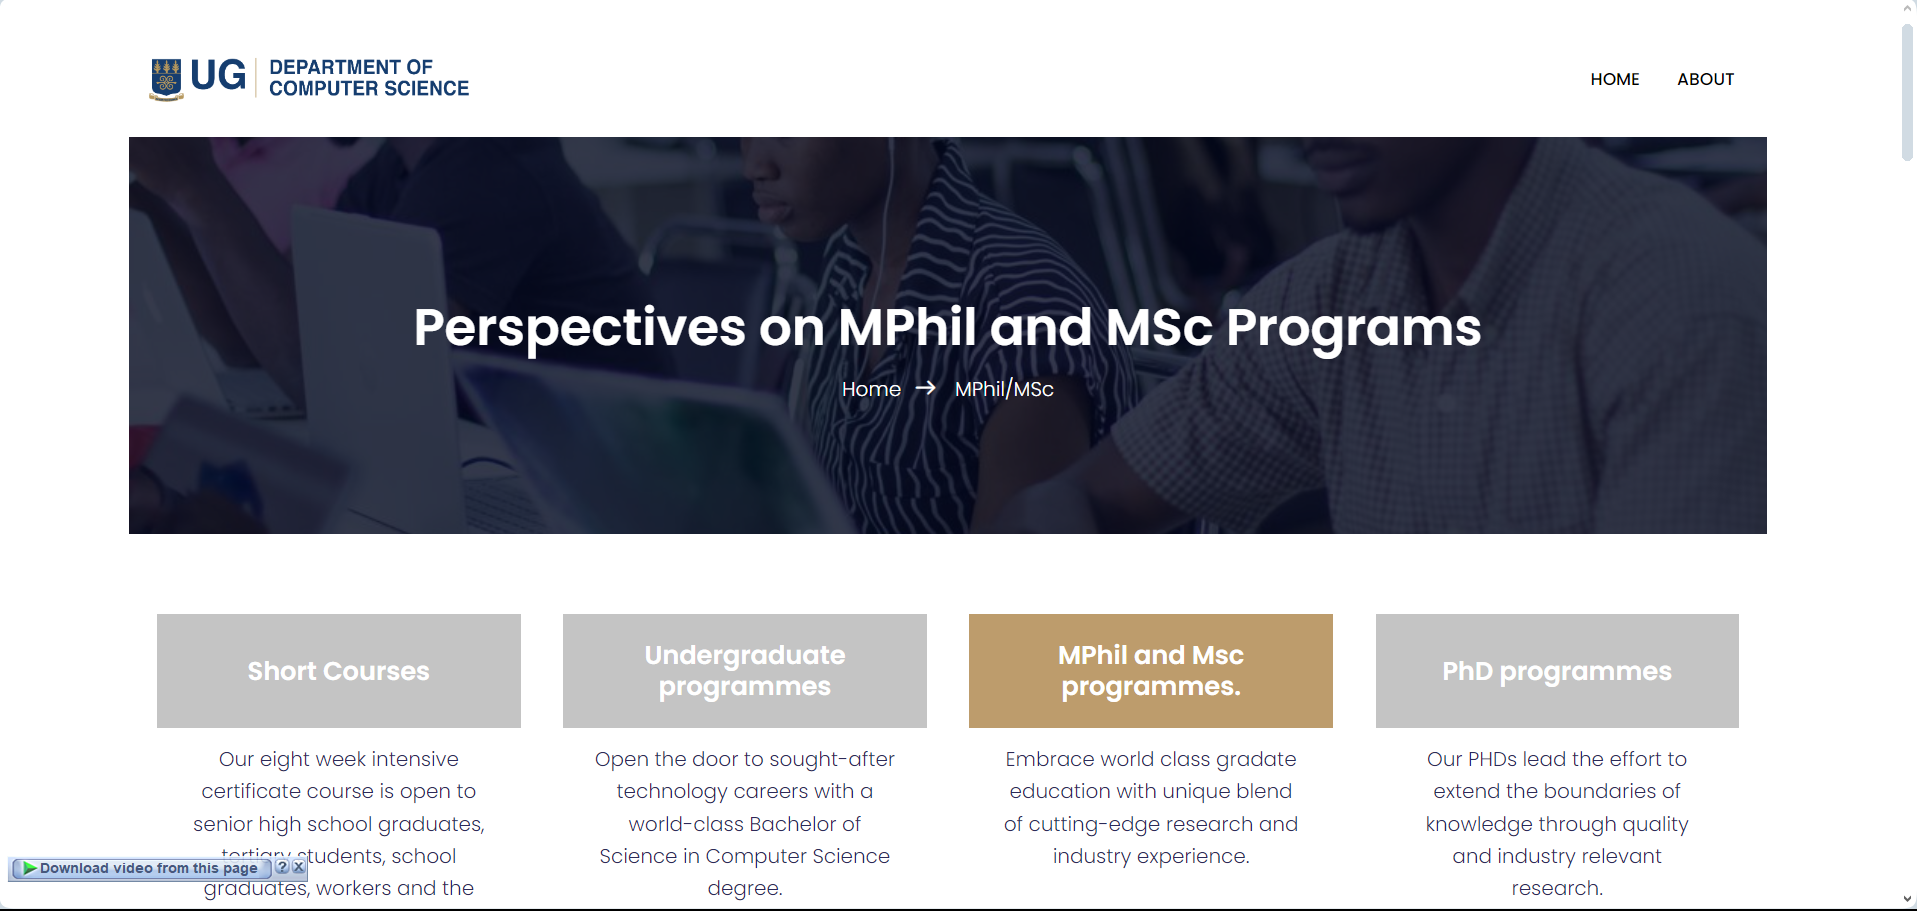 UG
DEPARTMENT OF
COMPUTER SCIENCE
HOME ABOUT
Perspectives on MPhil and MSc Programs
Home → MPhil/MSc
Short Courses
Our eight week intensive
certificate course is open to
senior high school graduates,
tertiary students, school
graduates, workers and the
Undergraduate
programmes
Open the door to sought-after
technology careers with a
world-class Bachelor of
Science in Computer Science
degree.
MPhil and Msc
programmes.
Embrace world class gradate
education with unique blend
of cutting-edge research and
industry experience.
PhD programmes
Our PHDs lead the effort to
extend the boundaries of
knowledge through quality
and industry relevant
research.
Download video from this page ? X